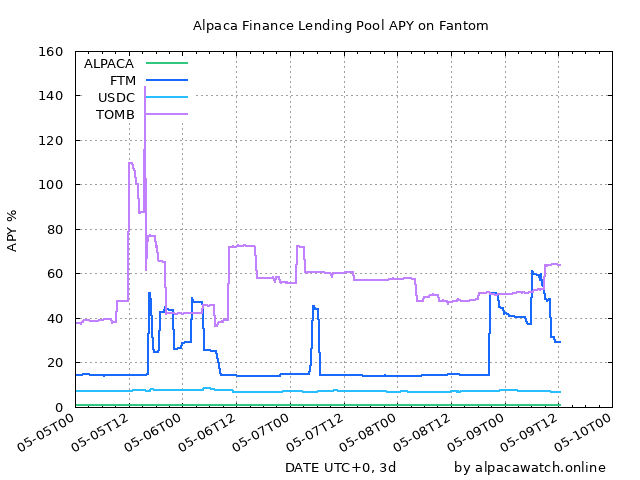 Alpaca Finance Lending Pool APY on Fantom
160
140
120
100
80
60
40
20
0
APY %
ALPACA
FTM
USDC
TOMB
05-05T00
05-05T12
05-06T00
05-06T12
05-07T00
05-07T12
05-08T00
05-08T12
05-09T00
05-09T12
05-10T00
DATE UTC+0, 3d
by alpacawatch.online